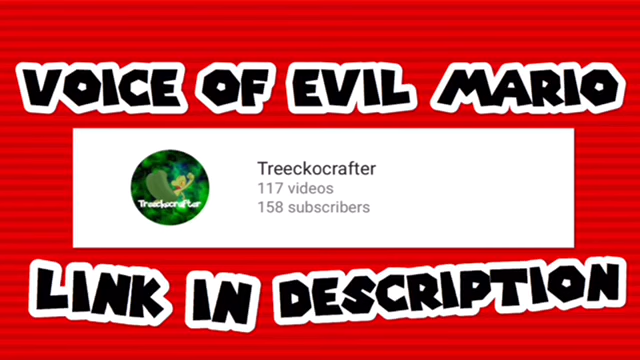 VOICE OF EVIL MARIO
Treeckocrafter
Treeckocrafter
117 videos
158 subscribers
LINK IN DESCRIPTION